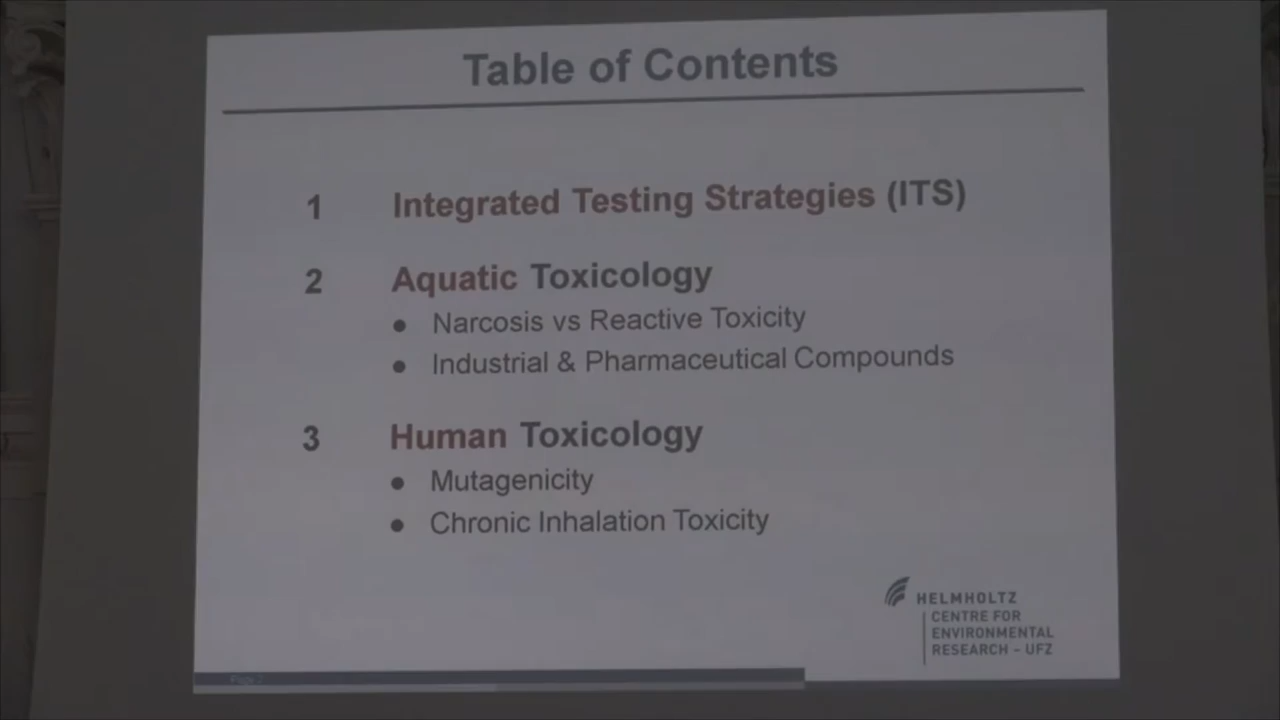 Table of Contents
1 Integrated Testing Strategies (ITS)
2 Aquatic Toxicology
● Narcosis vs Reactive Toxicity
● Industrial & Pharmaceutical Compounds
3 Human Toxicology
● Mutagenicity
● Chronic Inhalation Toxicity
HELMHOLTZ
CENTRE FOR
ENVIRONMENTAL
RESEARCH – UFZ